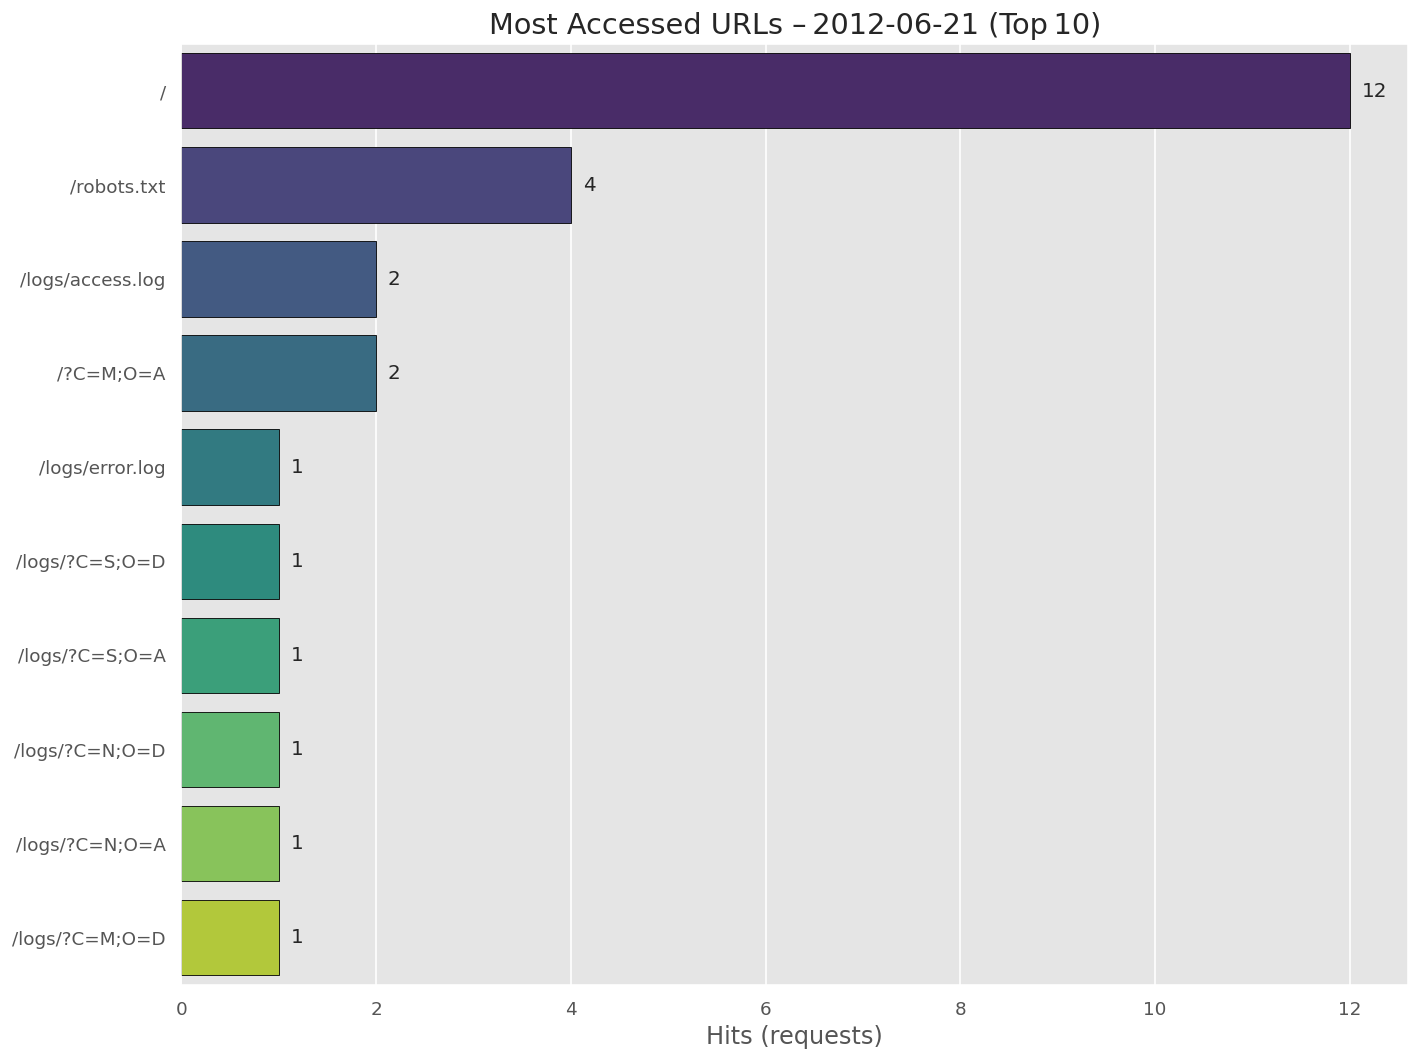 Most Accessed URLs – 2012-06-21 (Top 10)
/
12
/robots.txt
4
/logs/access.log
2
/?C=M;O=A
2
/logs/error.log
1
/logs/?C=S;O=D
1
/logs/?C=S;O=A
1
/logs/?C=N;O=D
1
/logs/?C=N;O=A
1
/logs/?C=M;O=D
1
0 2 4 6 8 10 12
Hits (requests)